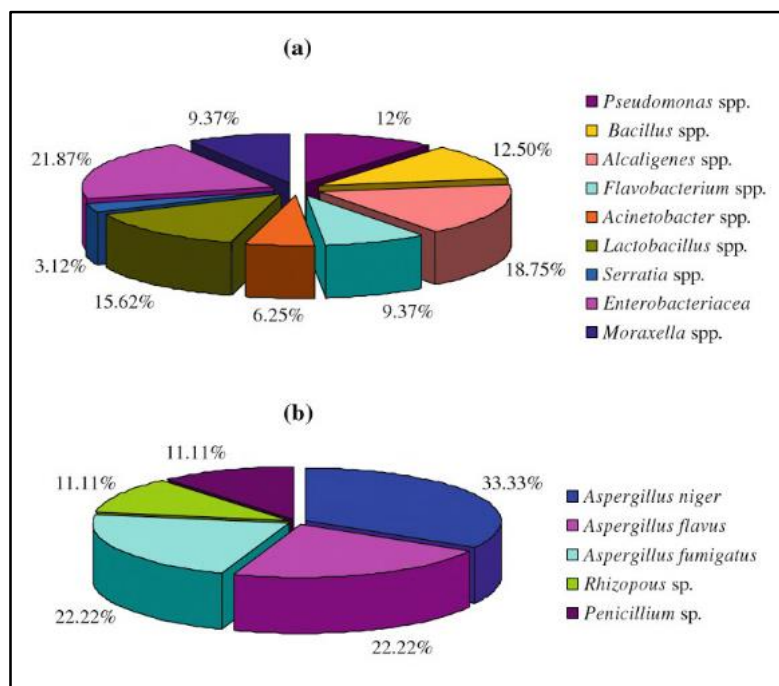 (a)
9.37%
12%
21.87%
12.50%
3.12%
18.75%
15.62%
6.25%
9.37%
Pseudomonas spp.
Bacillus spp.
Alcaligenes spp.
Flavobacterium spp.
Acinetobacter spp.
Lactobacillus spp.
Serratia spp.
Enterobacteriacea
Moraxella spp.
(b)
11.11%
33.33%
11.11%
22.22%
22.22%
Aspergillus niger
Aspergillus flavus
Aspergillus fumigatus
Rhizopous sp.
Penicillium sp.